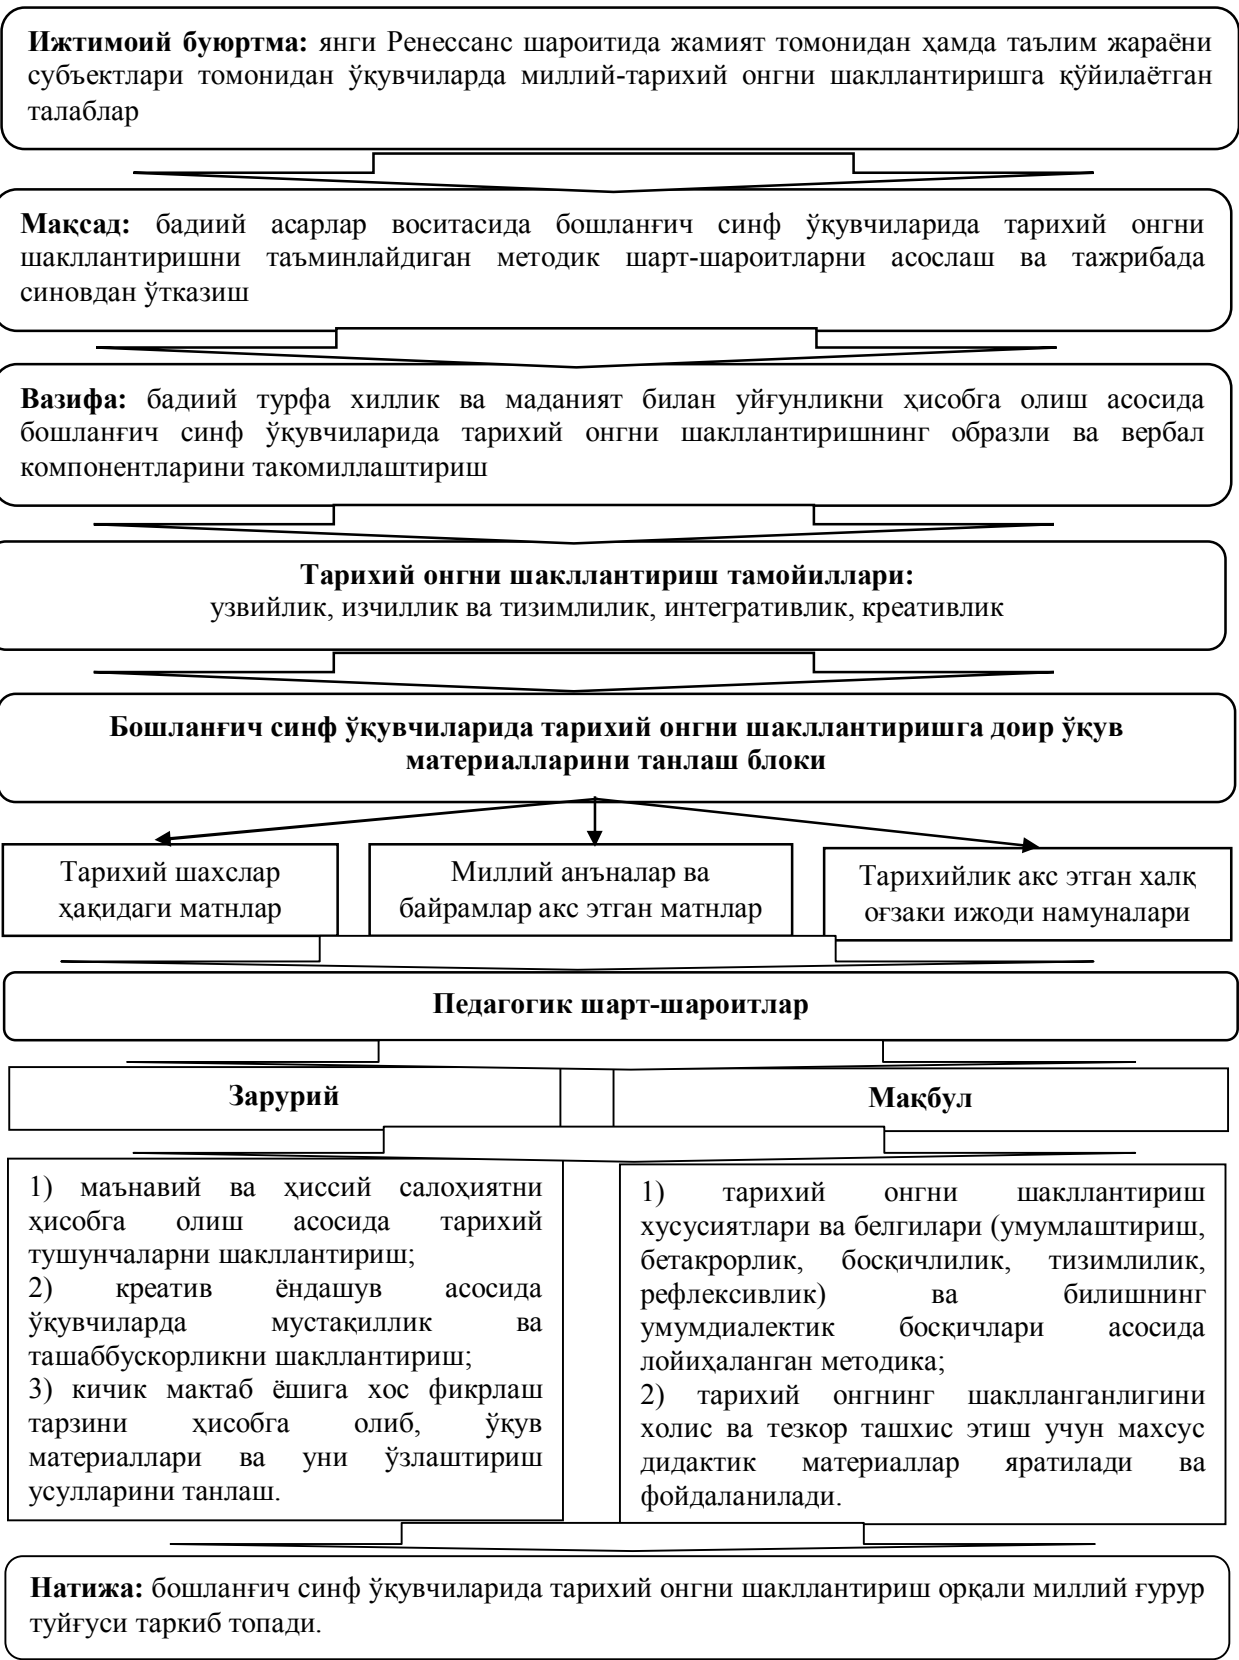 Ижтимоий буюртма: янги Ренессанс шароитида жамият томонидан ҳамда таълим жараёни
субъектлари томонидан ўқувчиларда миллий-тарихий онгни шакллантиришга қўйилаётган
талаблар
Мақсад: бадиий асарлар воситасида бошланғич синф ўқувчиларида тарихий онгни
шакллантиришни таъминлайдиган методик шарт-шароитларни асослаш ва тажрибада
синовдан ўтказиш
Вазифа: бадиий турфа хиллик ва маданият билан уйғунликни ҳисобга олиш асосида
бошланғич синф ўқувчиларида тарихий онгни шакллантиришнинг образли ва вербал
компонентларини такомиллаштириш
Тарихий онгни шакллантириш тамойиллари:
узвийлик, изчиллик ва тизимлилик, интегративлик, креативлик
Бошланғич синф ўқувчиларида тарихий онгни шакллантиришга доир ўқув
материалларини танлаш блоки
Тарихий шахслар
ҳақидаги матнлар
Миллий анъналар ва
байрамлар акс этган матнлар
Тарихийлик акс этган халқ
оғзаки ижоди намуналари
Педагогик шарт-шароитлар
Зарурий
Мақбул
1) маънавий ва ҳиссий салоҳиятни
ҳисобга олиш асосида тарихий
тушунчаларни шакллантириш;
2) креатив ёндашув асосида
ўқувчиларда мустақиллик ва
ташаббускорликни шакллантириш;
3) кичик мактаб ёшига хос фикрлаш
тарзини ҳисобга олиб, ўқув
материаллари ва уни ўзлаштириш
усулларини танлаш.
1) тарихий онгни шакллантириш
хусусиятлари ва белгилари (умумлаштириш,
бетакрорлик, босқичлилик, тизимлилик,
рефлексивлик) ва билишнинг
умумдиалектик босқичлари асосида
лойиҳаланган методика;
2) тарихий онгнинг шаклланганлигини
холис ва тезкор ташхис этиш учун махсус
дидактик материаллар яратилади ва
фойдаланилади.
Натижа: бошланғич синф ўқувчиларида тарихий онгни шакллантириш орқали миллий ғурур
туйғуси таркиб топади.